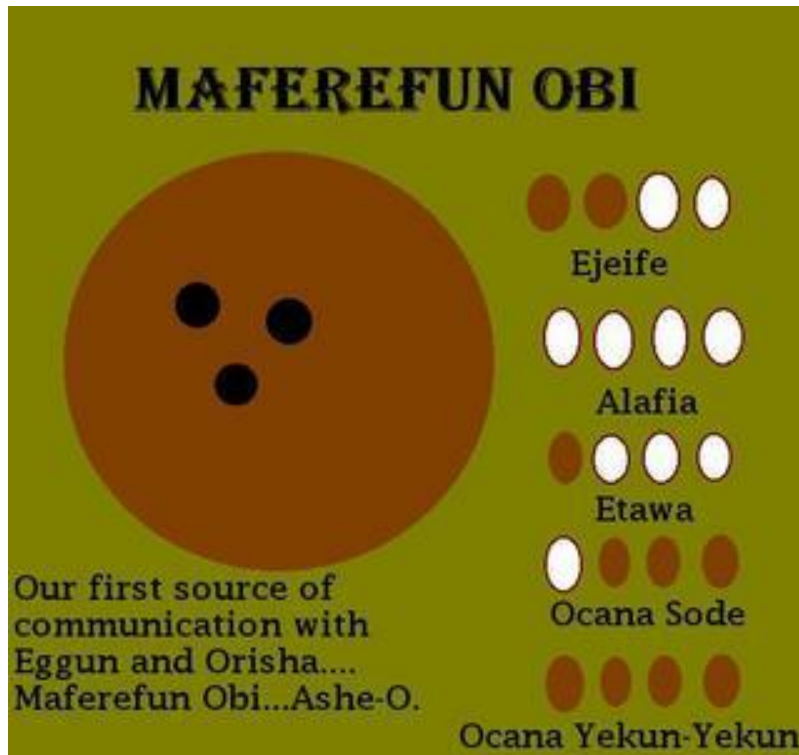 MAFEREFUN OBI
Ejeife
Alafia
Etawa
Ocana Sode
Ocana Yekun-Yekun
Our first source of
communication with
Eggun and Orisha....
Maferefun Obi...Ashe-O.